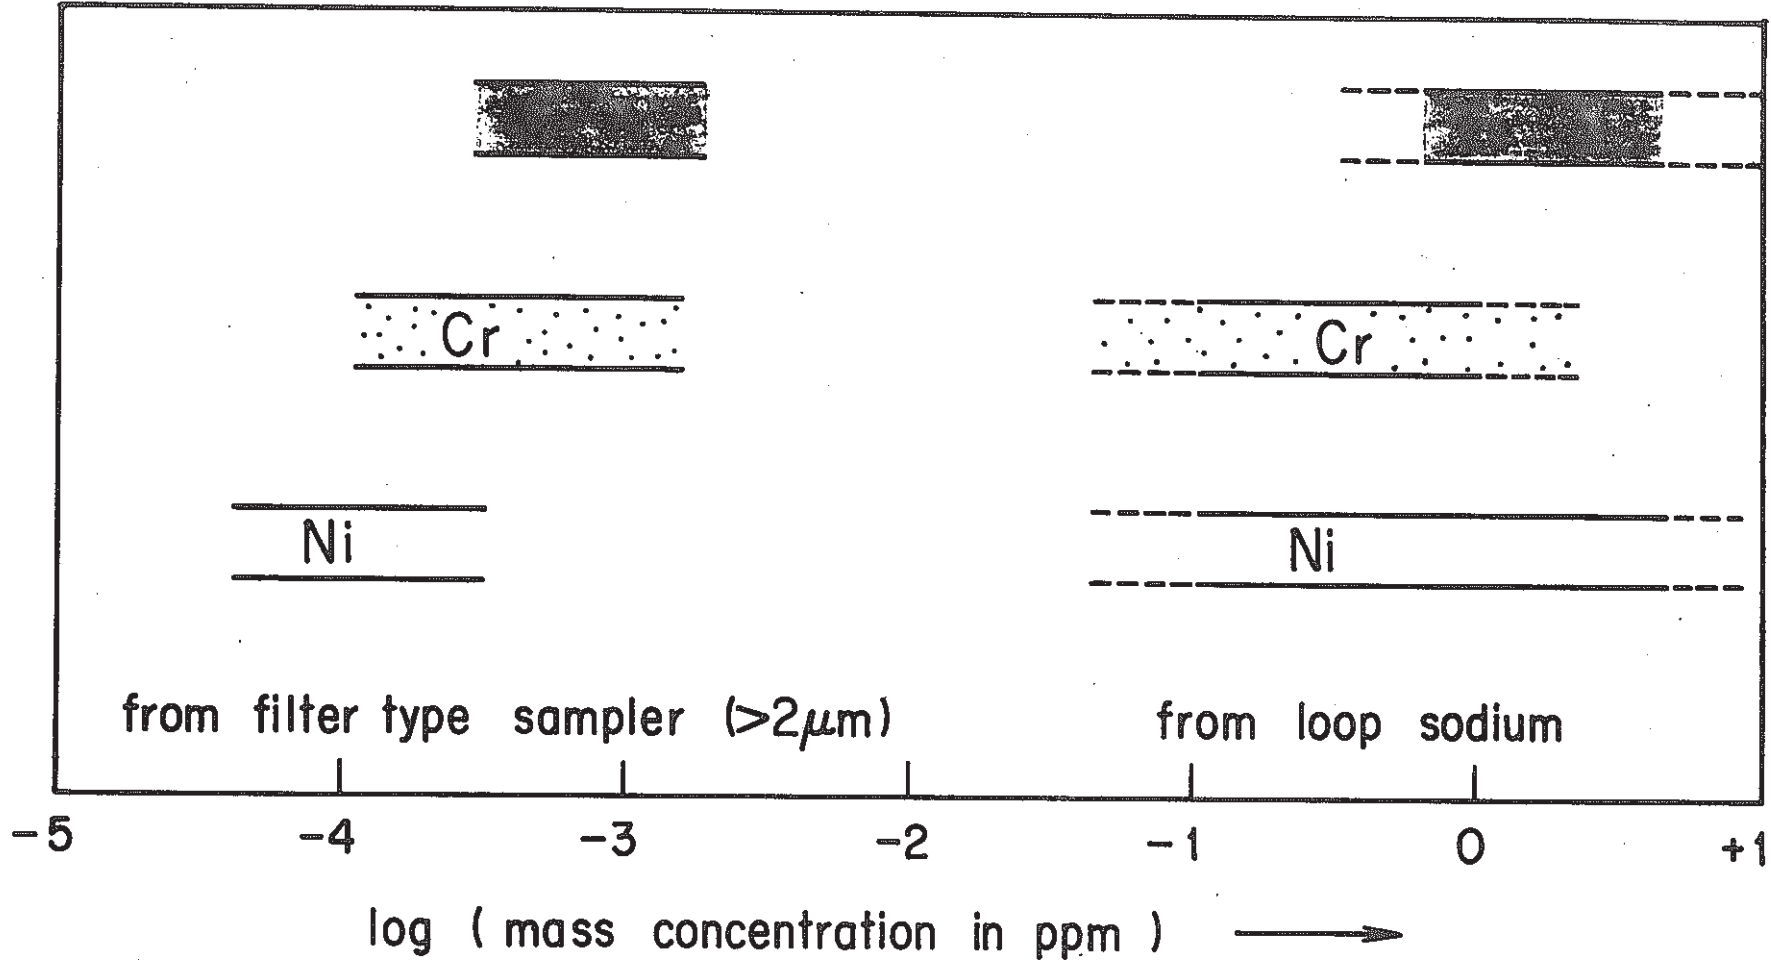 Cr Cr
Ni Ni
from filter type sampler (>2μm) from loop sodium
-5 -4 -3 -2 -1 0 +1
log ( mass concentration in ppm )